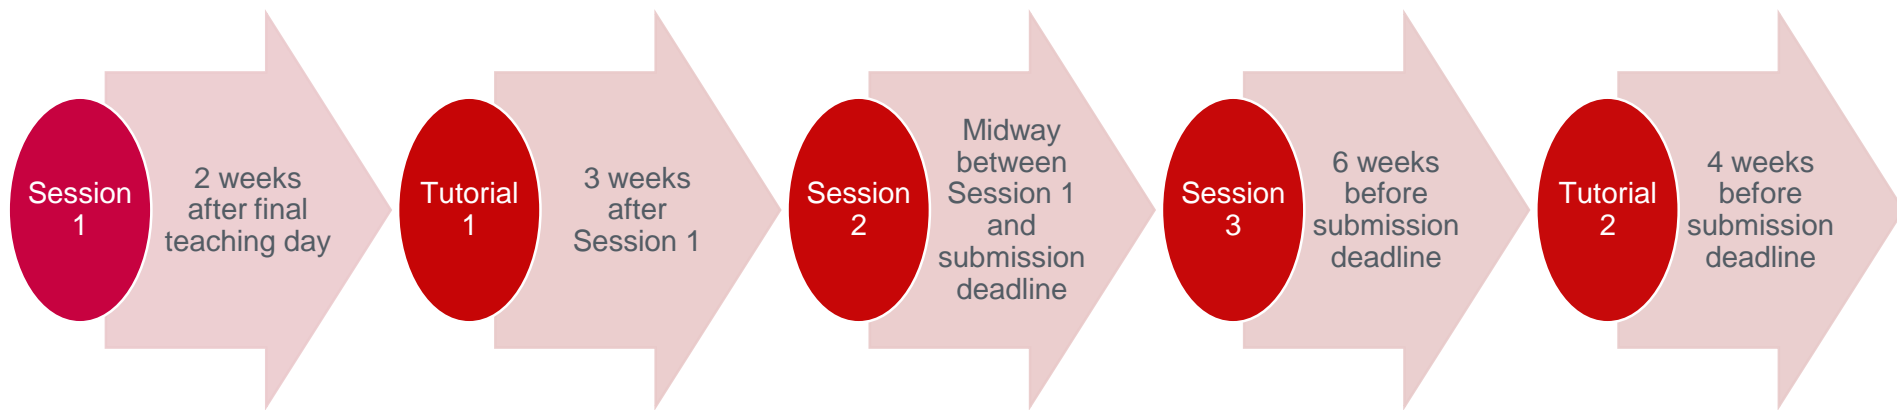 Session
1
2 weeks
after final
teaching day
Tutorial
1
3 weeks
after
Session 1
Session
2
Midway
between
Session 1
and
submission
deadline
Session
3
6 weeks
before
submission
deadline
Tutorial
2
4 weeks
before
submission
deadline